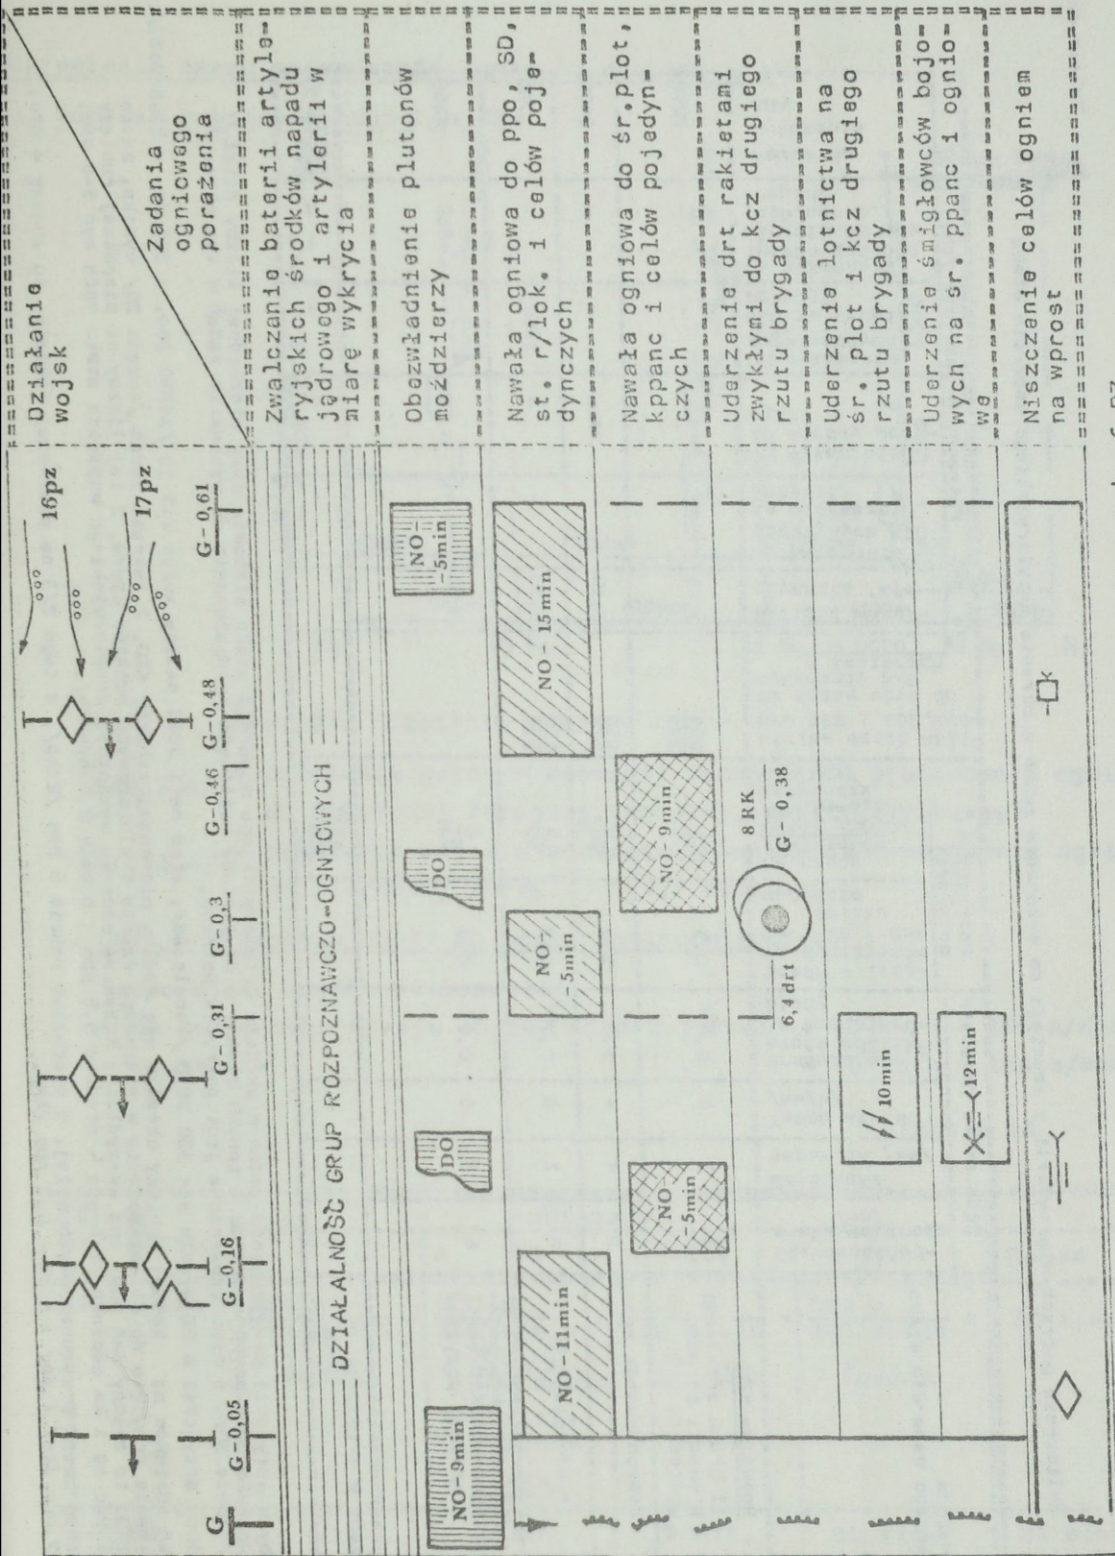 Działanie
wojsk
Zadania
ogniowego
porażenia
16pz
17pz
G-0,61
G-0,48
G-0,46
G-0,3
G-0,31
G-0,16
G-0,05
G
Zwalczanie baterii artyle-
ryjskich środków napadu
jądrowego i artylerii w
miarę wykrycia
DZIAŁALNOŚĆ GRUP ROZPOZNAWCZO-OGNIOWYCH
Obezwładnienie plutonów
moździerzy
NO-
-5min
DO
DO
NO-9min
Nawała ogniowa do ppo, SD,
st. r/lok. i celów poje-
dynczych
NO-15min
NO-
-5min
NO-11min
Nawała ogniowa do śr.plot,
kppanc i celów pojedyn-
czych
NO-9min
NO
-5min
Uderzenie drt rakietami
zwykłymi do kcz drugiego
rzutu brygady
8 RK
G-0,38
6,4 drt
Uderzenie lotnictwa na
śr. plot i kcz drugiego
rzutu brygady
10min
Uderzenie śmigłowców bojo-
wych na śr. ppanc i ognio-
we
12min
Niszczenie celów ogniem
na wprost